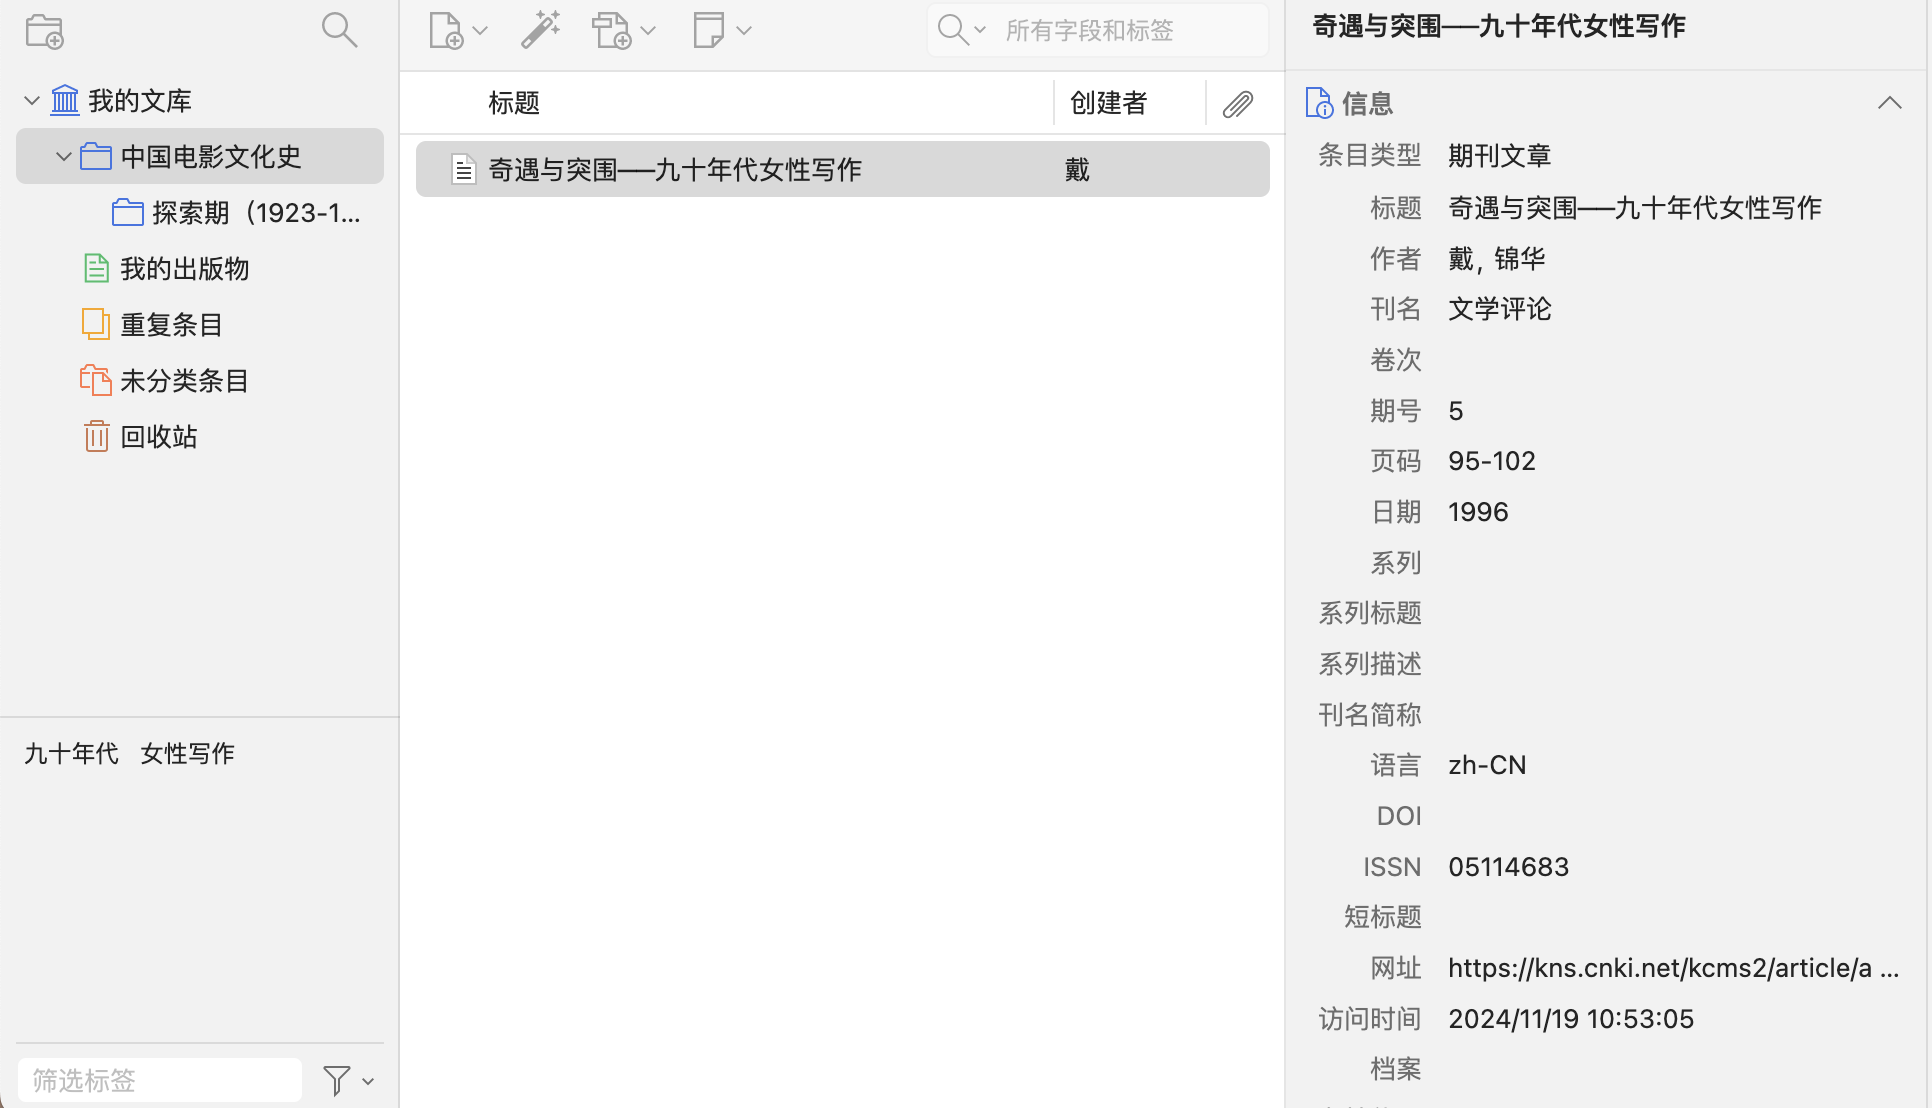 我的文库
中国电影文化史
探索期（1923-1...
我的出版物
重复条目
未分类条目
回收站
九十年代 女性写作
筛选标签
所有字段和标签
标题 创建者
奇遇与突围──九十年代女性写作 戴
奇遇与突围──九十年代女性写作
信息
条目类型 期刊文章
标题 奇遇与突围──九十年代女性写作
作者 戴, 锦华
刊名 文学评论
卷次
期号 5
页码 95-102
日期 1996
系列
系列标题
系列描述
刊名简称
语言 zh-CN
DOI
ISSN 05114683
短标题
网址 https://kns.cnki.net/kcms2/article/a ...
访问时间 2024/11/19 10:53:05
档案